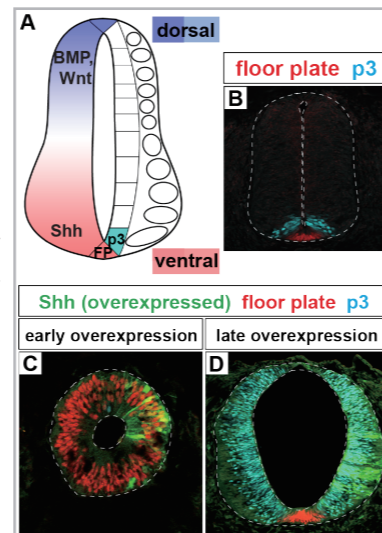 A
dorsal
BMP,
Wnt
Shh
p3
FP
ventral
floor plate p3
B
Shh (overexpressed) floor plate p3
early overexpression late overexpression
C
D